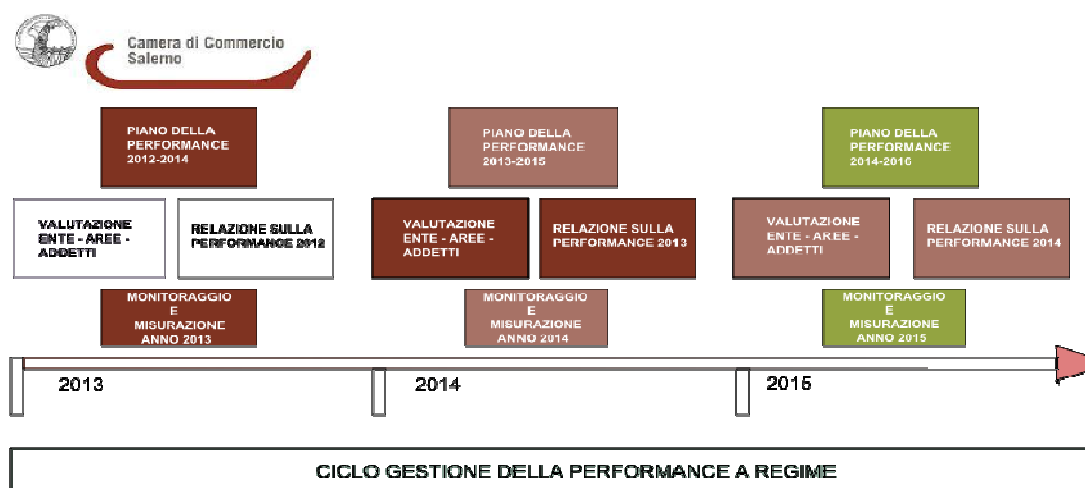 Camera di Commercio
Salerno
PIANO DELLA
PERFORMANCE
2012-2014
PIANO DELLA
PERFORMANCE
2013-2015
PIANO DELLA
PERFORMANCE
2014-2016
VALUTAZIONE
ENTE - AREE -
ADDETTI
RELAZIONE SULLA
PERFORMANCE 2012
VALUTAZIONE
ENTE - AREE -
ADDETTI
RELAZIONE SULLA
PERFORMANCE 2013
VALUTAZIONE
ENTE - AREE -
ADDETTI
RELAZIONE SULLA
PERFORMANCE 2014
MONITORAGGIO
E
MISURAZIONE
ANNO 2013
MONITORAGGIO
E
MISURAZIONE
ANNO 2014
MONITORAGGIO
E
MISURAZIONE
ANNO 2015
2013
2014
2015
CICLO GESTIONE DELLA PERFORMANCE A REGIME